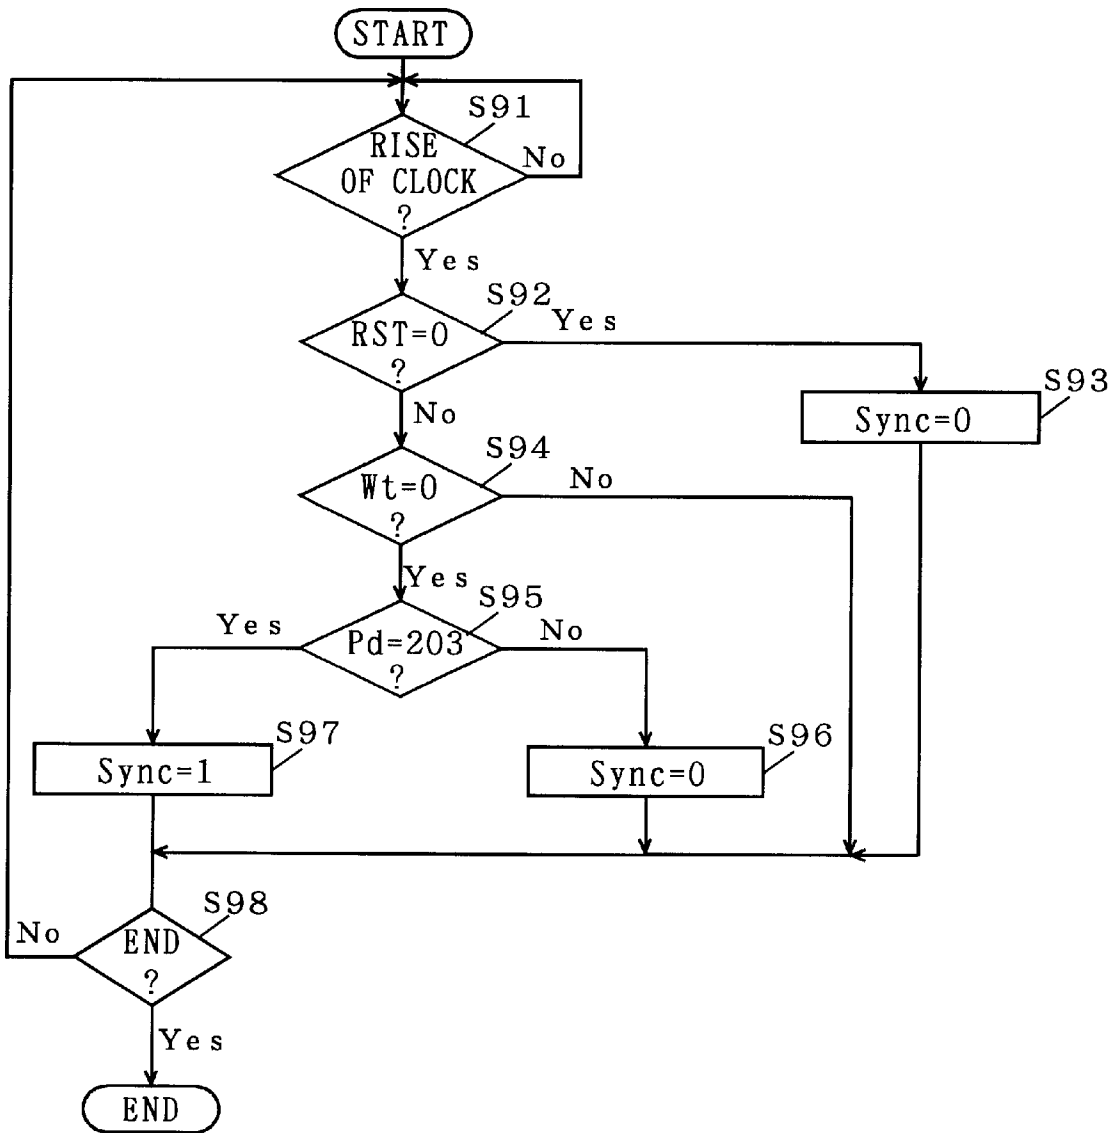 START
S91
RISE
OF CLOCK
?
No
Yes
S92
RST=0
?
Yes
No
S93
Sync=0
S94
Wt=0
?
No
Yes
S95
Pd=203
?
Yes
No
S97
Sync=1
S96
Sync=0
S98
END
?
No
Yes
END